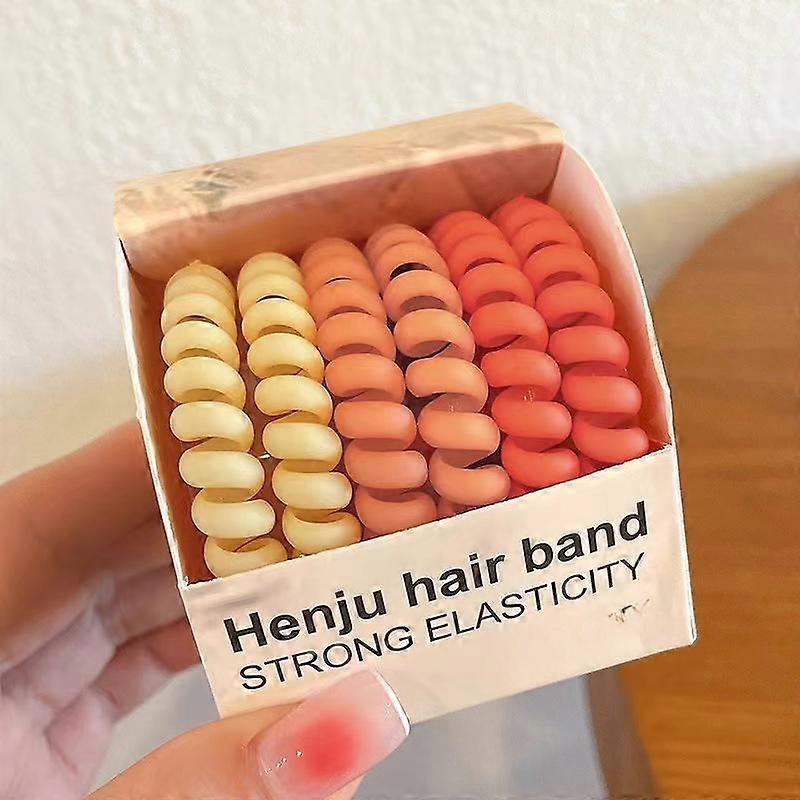 Henju hair band
STRONG ELASTICITY